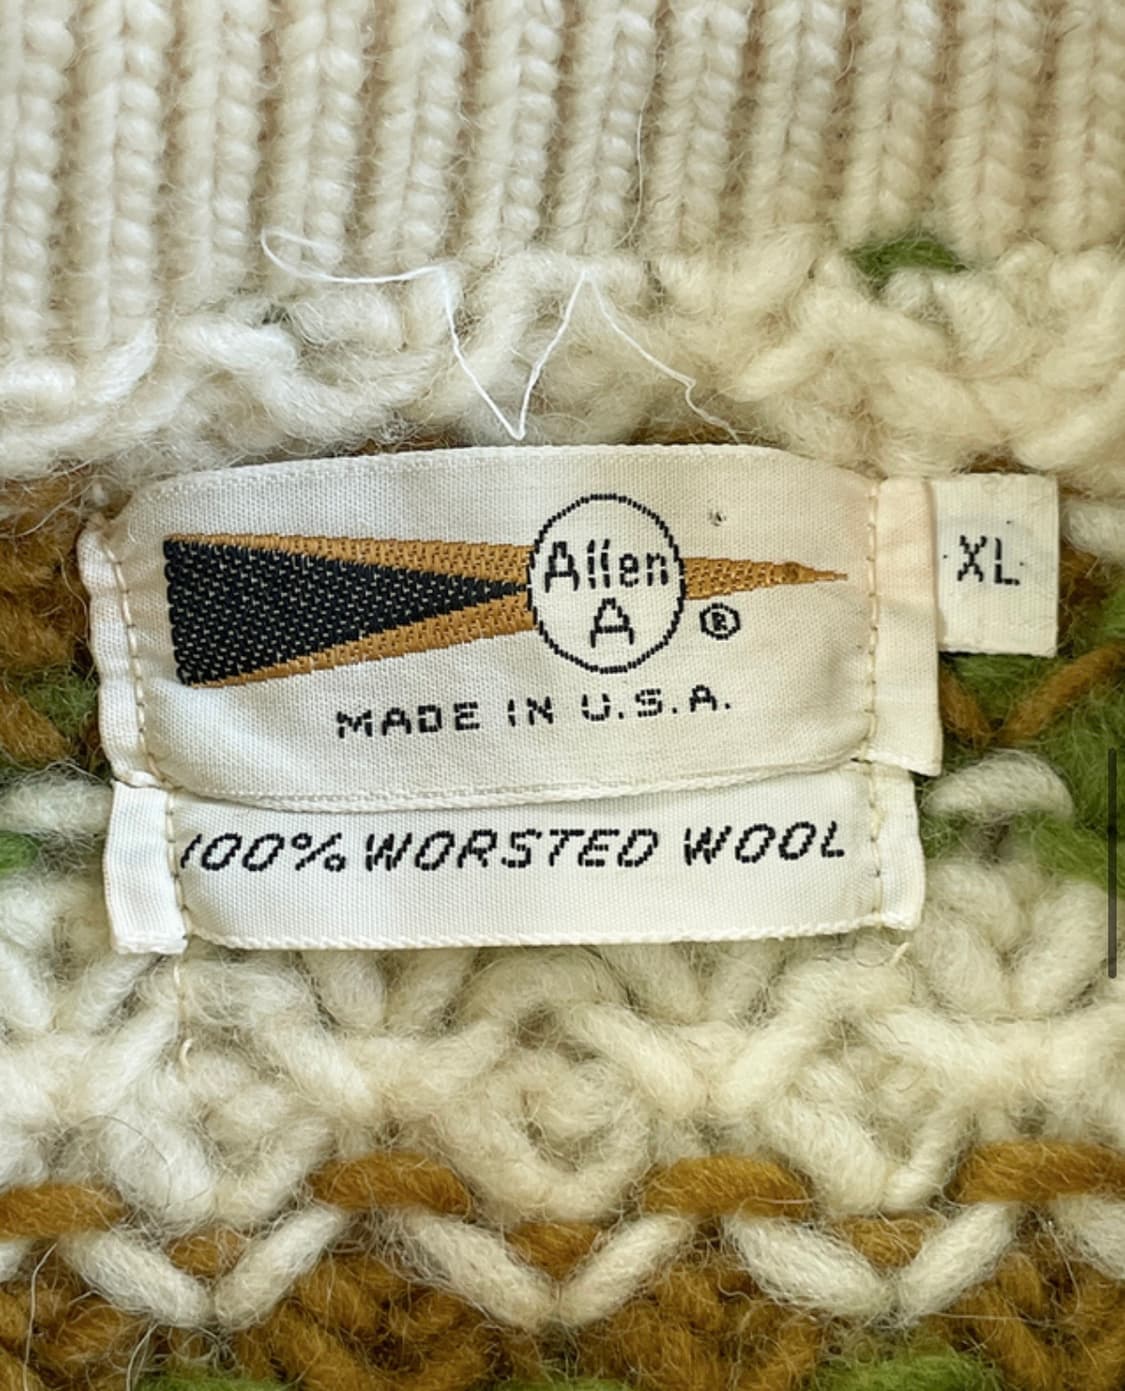 Allen
A
®
MADE IN U.S.A.
100% WORSTED WOOL
XL